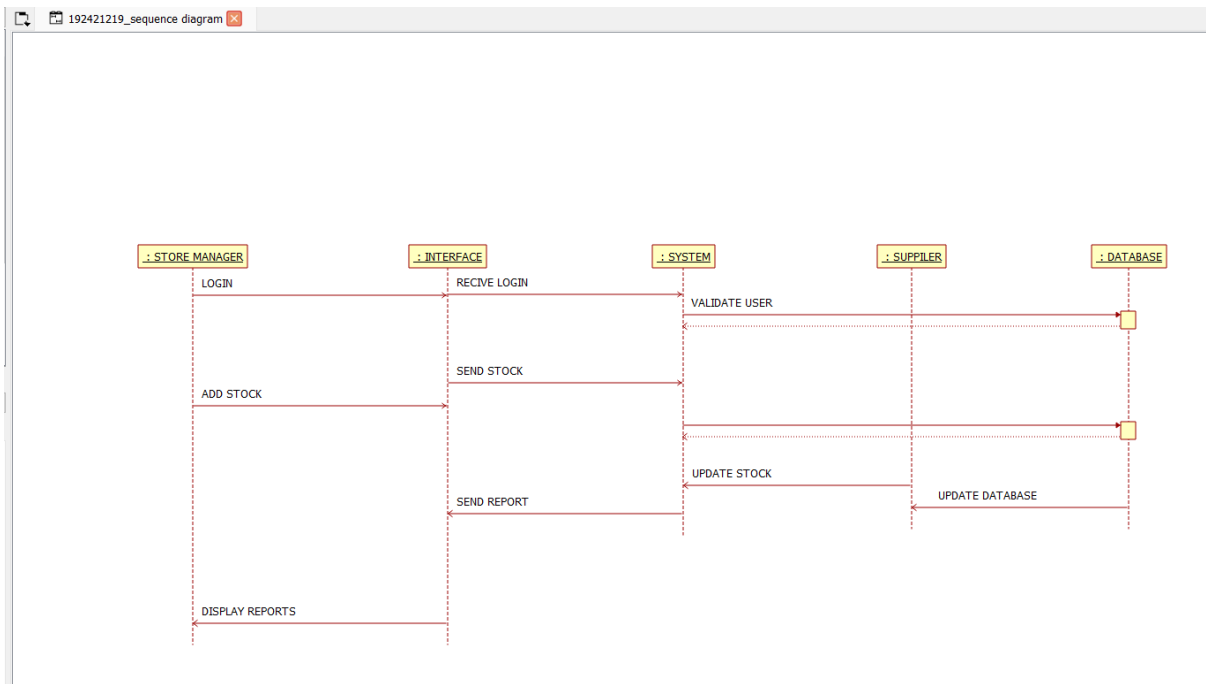 192421219_sequence diagram
: STORE MANAGER
: INTERFACE
: SYSTEM
: SUPPILER
: DATABASE
LOGIN
RECIVE LOGIN
VALIDATE USER
SEND STOCK
ADD STOCK
UPDATE STOCK
UPDATE DATABASE
SEND REPORT
DISPLAY REPORTS